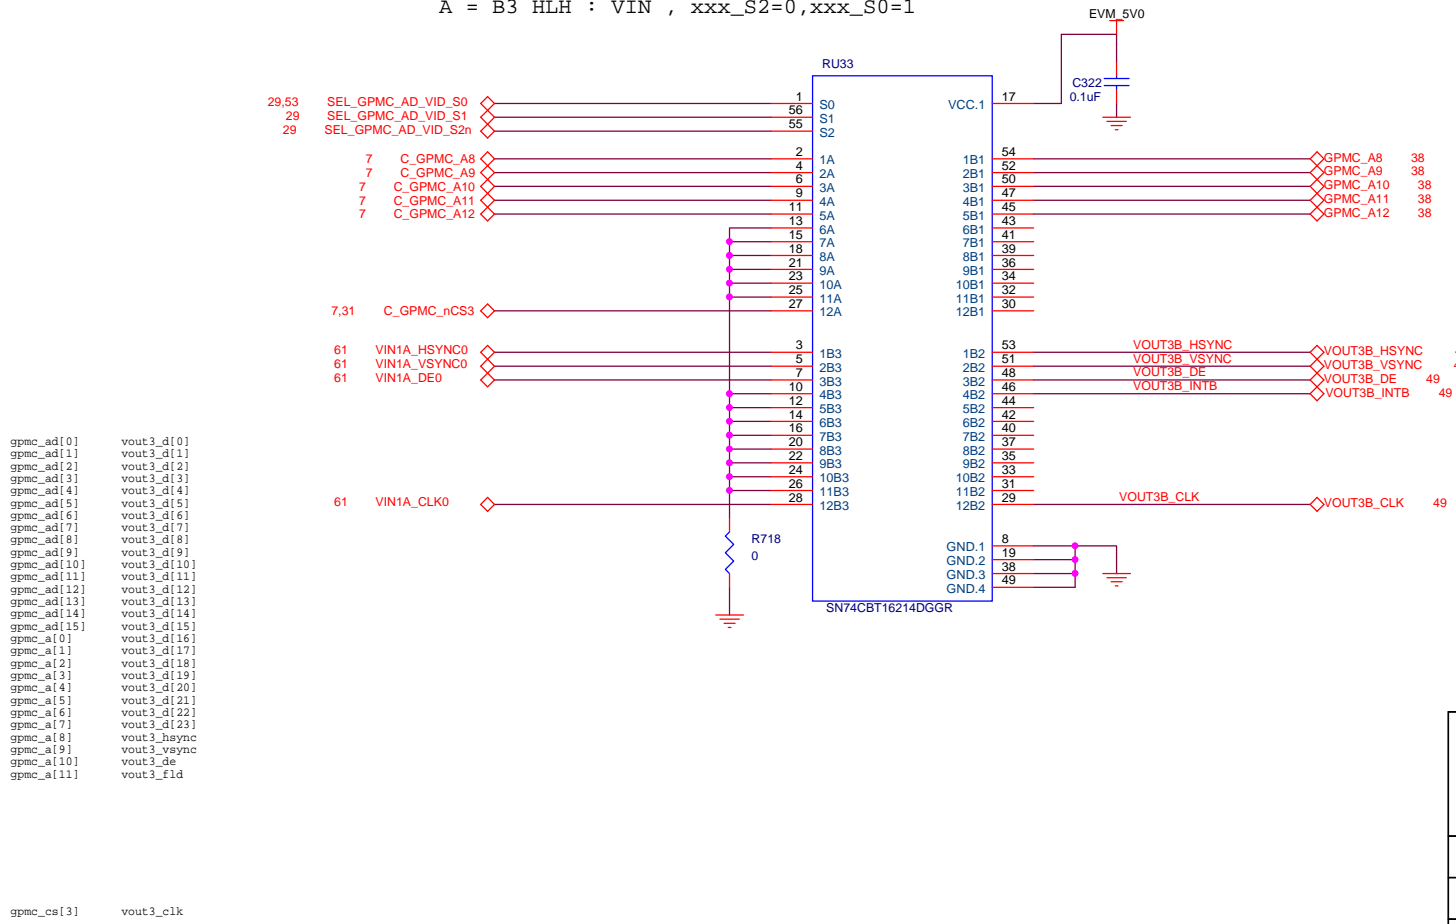 A = B3 HLH : VIN , xxx_S2=0,xxx_S0=1
EVM_5V0
RU33
C322
0.1uF
29,53 SEL_GPMC_AD_VID_S0 1 S0 VCC.1 17
29 SEL_GPMC_AD_VID_S1 56 S1
29 SEL_GPMC_AD_VID_S2n 55 S2
7 C_GPMC_A8 2 1A 1B1 54 GPMC_A8 38
7 C_GPMC_A9 4 2A 2B1 52 GPMC_A9 38
7 C_GPMC_A10 6 3A 3B1 50 GPMC_A10 38
7 C_GPMC_A11 9 4A 4B1 47 GPMC_A11 38
7 C_GPMC_A12 11 5A 5B1 45 GPMC_A12 38
13 6A 6B1 43
15 7A 7B1 41
18 8A 8B1 39
21 9A 9B1 36
23 10A 10B1 34
25 11A 11B1 32
7,31 C_GPMC_nCS3 27 12A 12B1 30
61 VIN1A_HSYNC0 3 1B3 1B2 53 VOUT3B_HSYNC VOUT3B_HSYNC
61 VIN1A_VSYNC0 5 2B3 2B2 51 VOUT3B_VSYNC VOUT3B_VSYNC
61 VIN1A_DE0 7 3B3 3B2 48 VOUT3B_DE VOUT3B_DE 49
10 4B3 4B2 46 VOUT3B_INTB VOUT3B_INTB 49
12 5B3 5B2 44
14 6B3 6B2 42
16 7B3 7B2 40
20 8B3 8B2 37
22 9B3 9B2 35
24 10B3 10B2 33
26 11B3 11B2 31
61 VIN1A_CLK0 28 12B3 12B2 29 VOUT3B_CLK VOUT3B_CLK 49
R718
0
GND.1 8
GND.2 19
GND.3 38
GND.4 49
SN74CBT16214DGGR
gpmc_ad[0] vout3_d[0]
gpmc_ad[1] vout3_d[1]
gpmc_ad[2] vout3_d[2]
gpmc_ad[3] vout3_d[3]
gpmc_ad[4] vout3_d[4]
gpmc_ad[5] vout3_d[5]
gpmc_ad[6] vout3_d[6]
gpmc_ad[7] vout3_d[7]
gpmc_ad[8] vout3_d[8]
gpmc_ad[9] vout3_d[9]
gpmc_ad[10] vout3_d[10]
gpmc_ad[11] vout3_d[11]
gpmc_ad[12] vout3_d[12]
gpmc_ad[13] vout3_d[13]
gpmc_ad[14] vout3_d[14]
gpmc_ad[15] vout3_d[15]
gpmc_a[0] vout3_d[16]
gpmc_a[1] vout3_d[17]
gpmc_a[2] vout3_d[18]
gpmc_a[3] vout3_d[19]
gpmc_a[4] vout3_d[20]
gpmc_a[5] vout3_d[21]
gpmc_a[6] vout3_d[22]
gpmc_a[7] vout3_d[23]
gpmc_a[8] vout3_hsync
gpmc_a[9] vout3_vsync
gpmc_a[10] vout3_de
gpmc_a[11] vout3_fld
gpmc_cs[3] vout3_clk